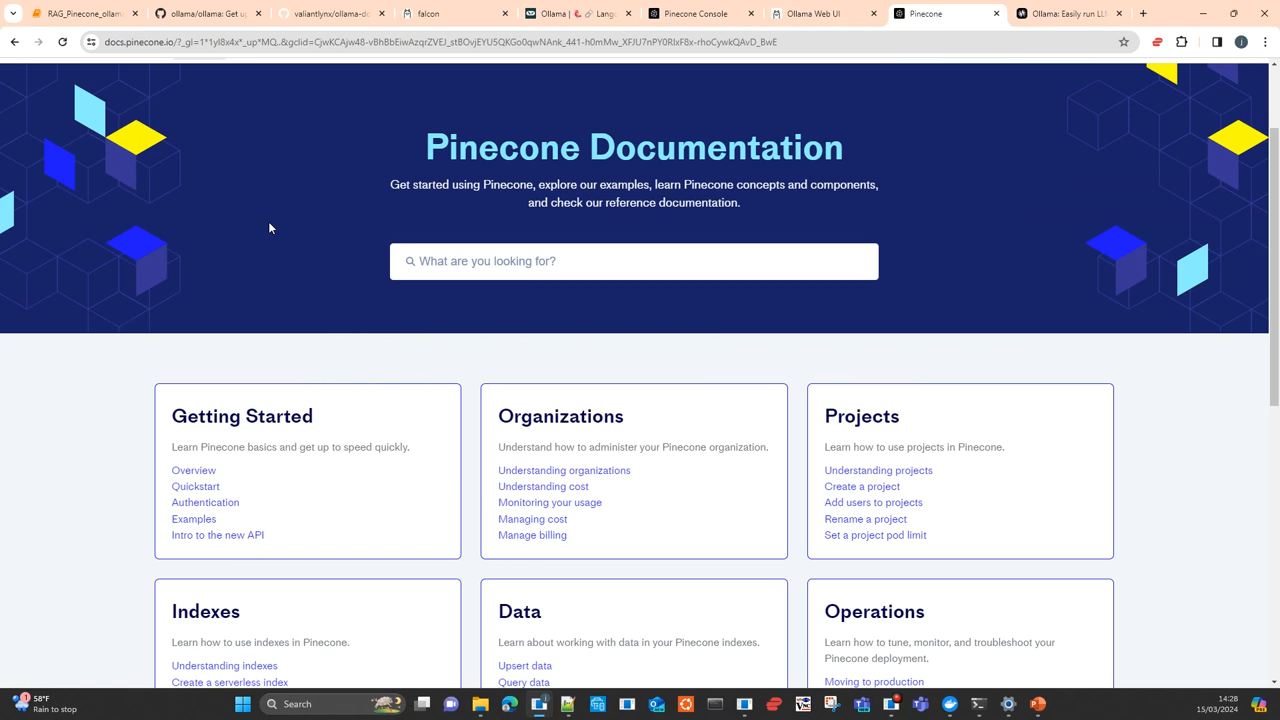 RAG_Pinecone_ollam
ollama/ollama: Get up
valiantlynx/ollama-do
falcon
Ollama | 🦜️🔗 Lang
Pinecone Console
Ollama Web UI
Pinecone
Ollama: Easily run LL
docs.pinecone.io/?_gl=1*1yl8x4x*_up*MQ..&gclid=CjwKCAjw48-vBhBbEiwAzqrZVEJ_stBOvjEYU5QKGo0qwNAnk_441-h0mMw_XFJU7nPY0RlxF8x-rhoCywkQAvD_BwE
Pinecone Documentation
Get started using Pinecone, explore our examples, learn Pinecone concepts and components,
and check our reference documentation.
What are you looking for?
Getting Started
Learn Pinecone basics and get up to speed quickly.
Overview
Quickstart
Authentication
Examples
Intro to the new API
Organizations
Understand how to administer your Pinecone organization.
Understanding organizations
Understanding cost
Monitoring your usage
Managing cost
Manage billing
Projects
Learn how to use projects in Pinecone.
Understanding projects
Create a project
Add users to projects
Rename a project
Set a project pod limit
Indexes
Learn how to use indexes in Pinecone.
Understanding indexes
Create a serverless index
Data
Learn about working with data in your Pinecone indexes.
Upsert data
Query data
Operations
Learn how to tune, monitor, and troubleshoot your
Pinecone deployment.
Moving to production
58°F
Rain to stop
Search
14:28
15/03/2024